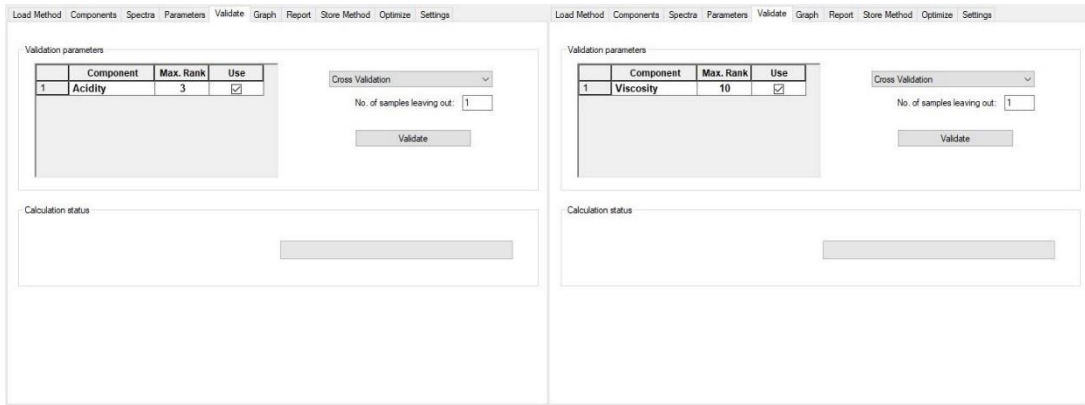 Load Method Components Spectra Parameters Validate Graph Report Store Method Optimize Settings
Validation parameters
Component Max. Rank Use
1 Acidity 3
Cross Validation
No. of samples leaving out: 1
Validate
Calculation status
Load Method Components Spectra Parameters Validate Graph Report Store Method Optimize Settings
Validation parameters
Component Max. Rank Use
1 Viscosity 10
Cross Validation
No. of samples leaving out: 1
Validate
Calculation status